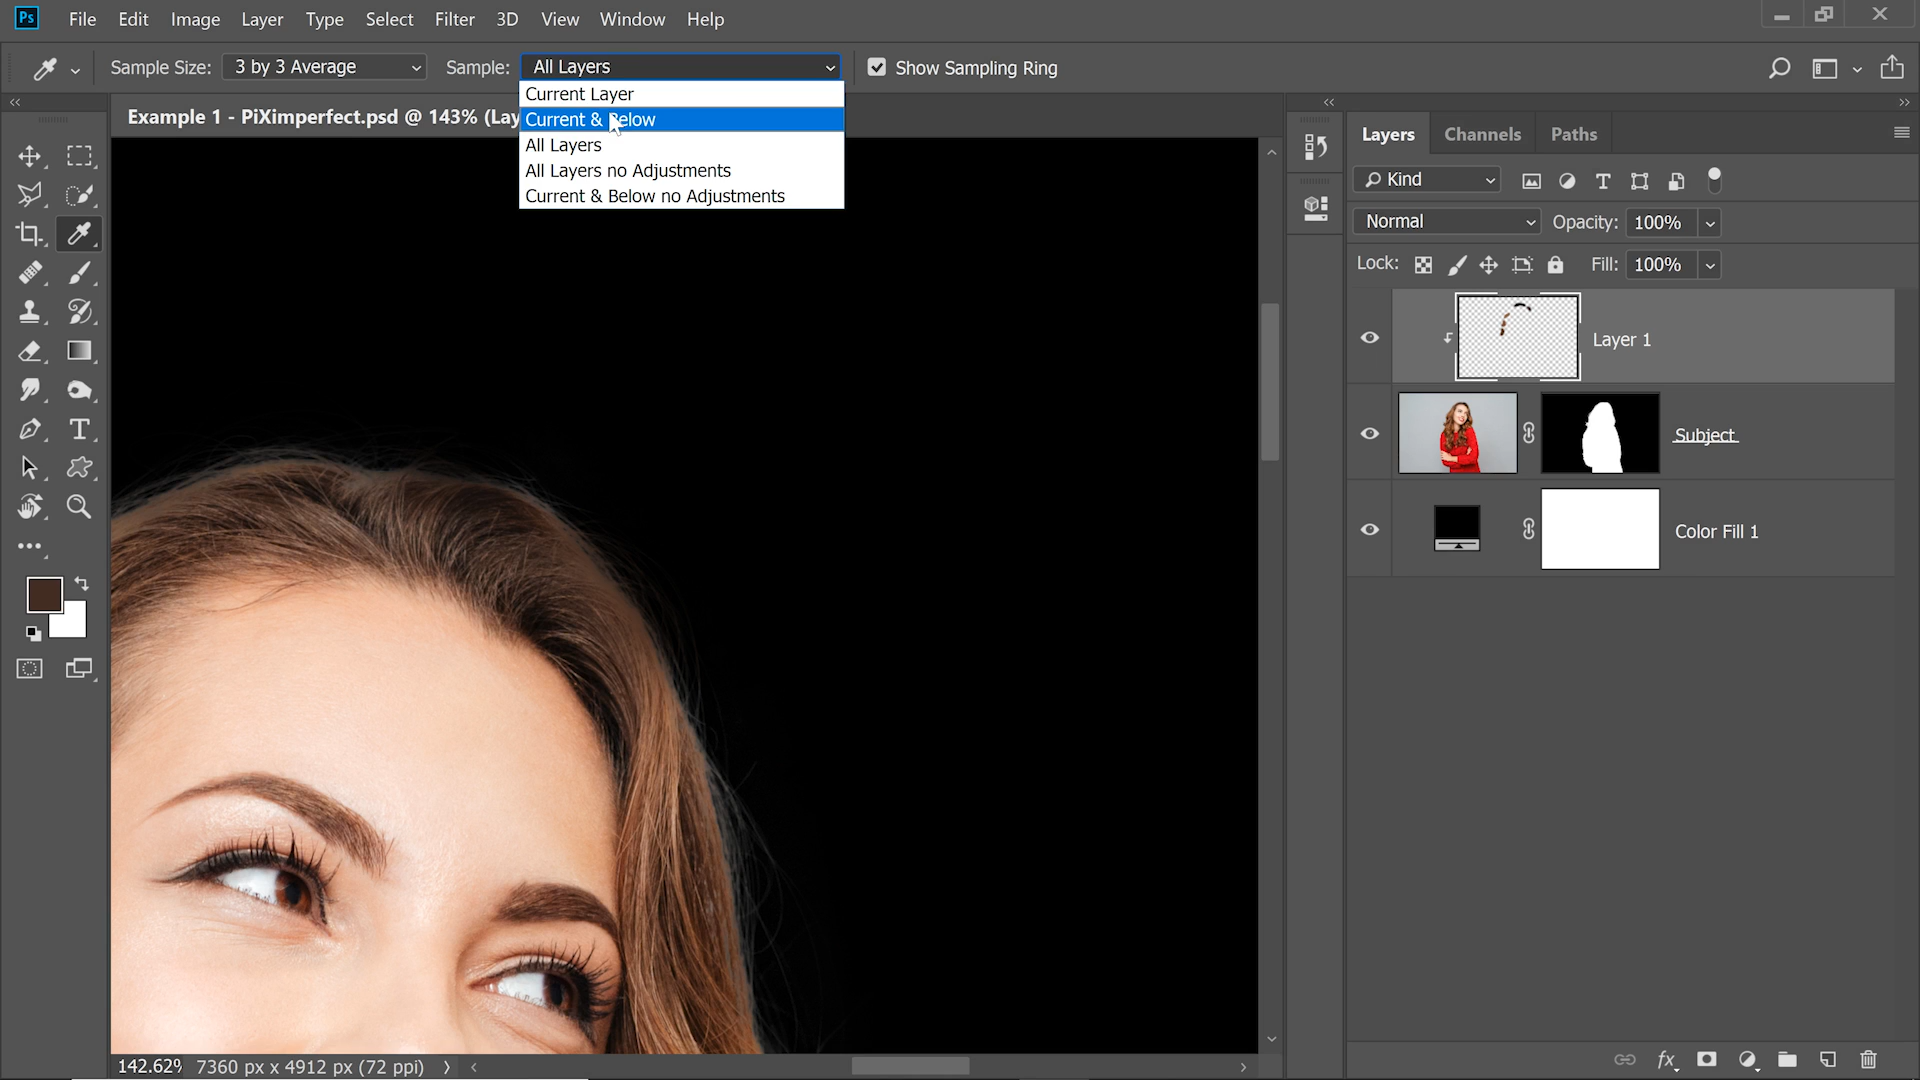 Ps File Edit Image Layer Type Select Filter 3D View Window Help
Sample Size: 3 by 3 Average Sample: All Layers Show Sampling Ring
Current Layer
Example 1 - PiXimperfect.psd @ 143% (Lay
Current & Below
All Layers
All Layers no Adjustments
Current & Below no Adjustments
Layers Channels Paths
Kind
Normal Opacity: 100%
Lock: Fill: 100%
Layer 1
Subject
Color Fill 1
142.62% 7360 px x 4912 px (72 ppi)
fx